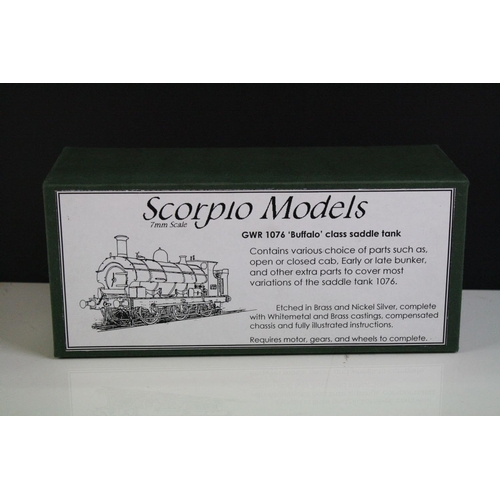 Scorpio Models
7mm Scale
GWR 1076 'Buffalo' class saddle tank
Contains various choice of parts such as,
open or closed cab, Early or late bunker,
and other extra parts to cover most
variations of the saddle tank 1076.
Etched in Brass and Nickel Silver, complete
with Whitemetal and Brass castings, compensated
chassis and fully illustrated instructions.
Requires motor, gears, and wheels to complete.